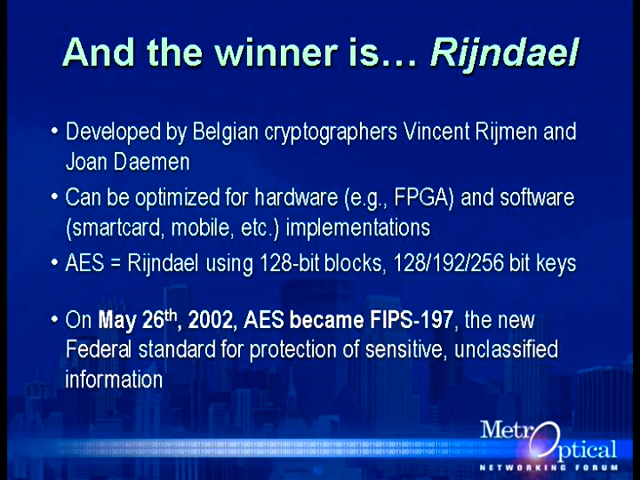 And the winner is… Rijndael
• Developed by Belgian cryptographers Vincent Rijmen and
Joan Daemen
• Can be optimized for hardware (e.g., FPGA) and software
(smartcard, mobile, etc.) implementations
• AES = Rijndael using 128-bit blocks, 128/192/256 bit keys
• On May 26th, 2002, AES became FIPS-197, the new
Federal standard for protection of sensitive, unclassified
information
MetrOptical
NETWORKING FORUM